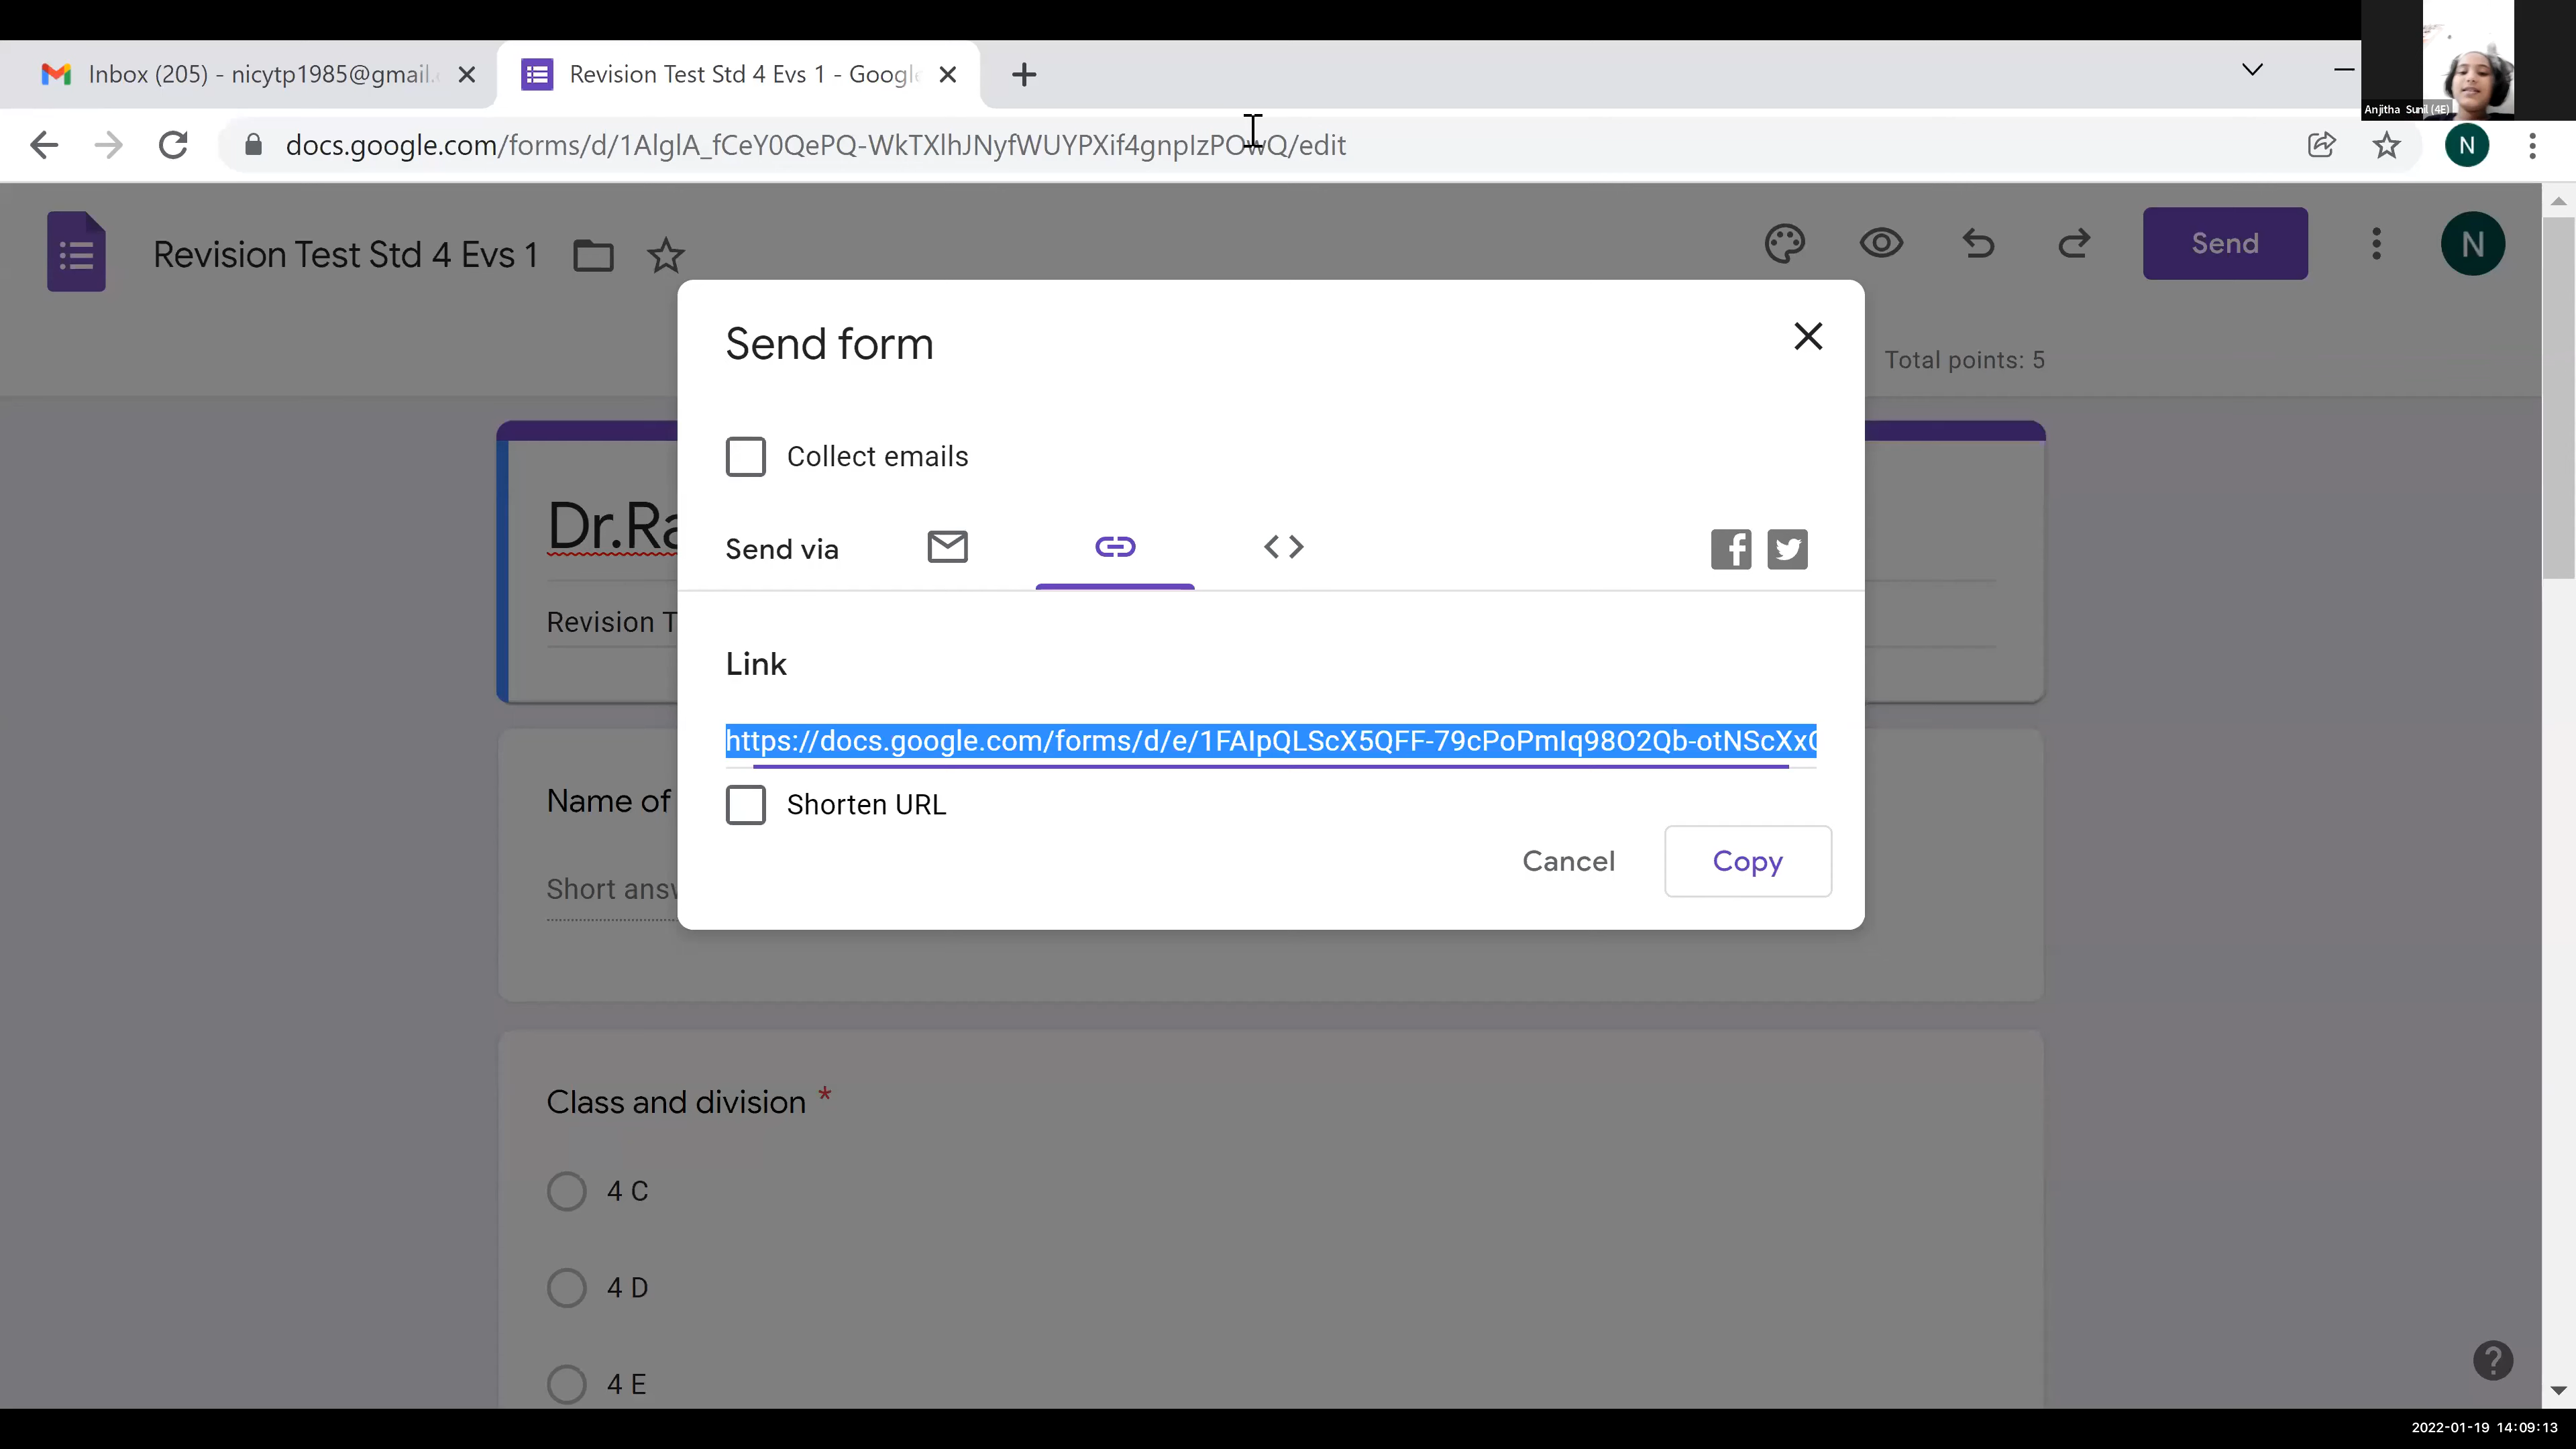 Anjitha Sunil (4E)
Inbox (205) - nicytp1985@gmail.
Revision Test Std 4 Evs 1 - Google
docs.google.com/forms/d/1AlglA_fCeY0QePQ-WkTXlhJNyfWUYPXif4gnpIzPOwQ/edit
N
Revision Test Std 4 Evs 1
Send
N
Total points: 5
Send form
Collect emails
Dr.Ra
Send via
Revision T
Link
https://docs.google.com/forms/d/e/1FAIpQLScX5QFF-79cPoPmIq98O2Qb-otNScXx
Name of
Shorten URL
Cancel
Copy
Short answ
Class and division *
4 C
4 D
4 E
2022-01-19 14:09:13